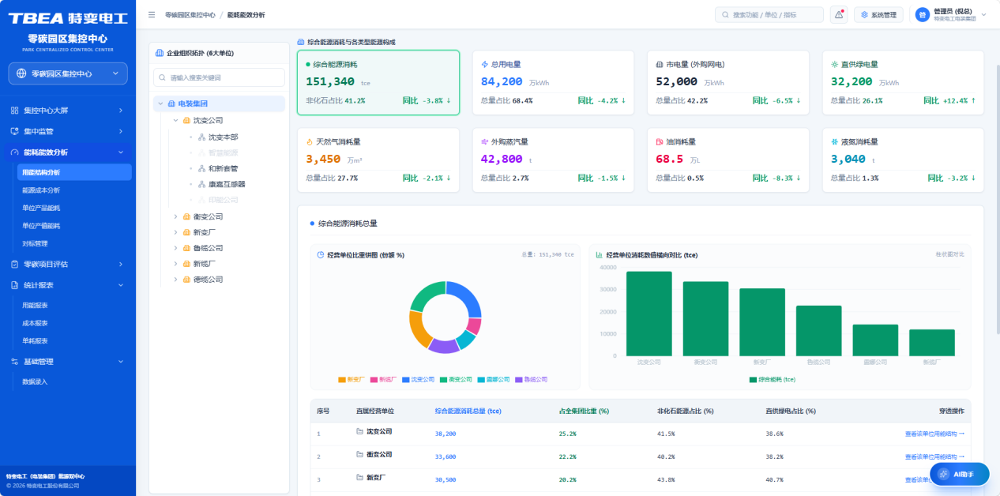 TBEA 特变电工
零碳园区集控中心
PARK CENTRALIZED CONTROL CENTER
零碳园区集控中心
集控中心大屏
集中监管
能耗能效分析
用能结构分析
能源成本分析
单位产品能耗
单位产值能耗
对标管理
零碳项目评估
统计报表
用能报表
成本报表
单耗报表
基础管理
数据录入
特变电工（电装集团）能源双中心
© 2026 特变电工股份有限公司
零碳园区集控中心 / 能耗能效分析
搜索功能 / 单位 / 指标
系统管理
管
管理员 (倪总)
特变电工电装集团
企业组织拓扑 (6大单位)
请输入搜索关键词
电装集团
沈变公司
沈变本部
智慧能源
和新套管
康嘉互感器
印能公司
衡变公司
新变厂
鲁缆公司
新缆厂
德缆公司
综合能源消耗与各类型能源构成
综合能源消耗
151,340 tce
非化石占比 41.2% 同比 -3.8% ↓
总用电量
84,200 万kWh
总量占比 68.4% 同比 -4.2% ↓
市电量 (外购网电)
52,000 万kWh
总量占比 42.2% 同比 -6.5% ↓
直供绿电量
32,200 万kWh
总量占比 26.1% 同比 +12.4% ↑
天然气消耗量
3,450 万m³
总量占比 27.7% 同比 -2.1% ↓
外购蒸汽量
42,800 t
总量占比 2.7% 同比 -1.5% ↓
油消耗量
68.5 万L
总量占比 0.5% 同比 -8.3% ↓
液氮消耗量
3,040 t
总量占比 1.3% 同比 -3.2% ↓
综合能源消耗总量
经营单位比重饼图 (份额 %)
总量: 151,340 tce
新变厂 新缆厂 沈变公司 衡变公司 德缆公司 鲁缆公司
经营单位消耗数值横向对比 (tce)
柱状图对比
40000
30000
20000
10000
0
沈变公司 衡变公司 新变厂 鲁缆公司 德缆公司 新缆厂
综合能耗 (tce)
序号 直属经营单位 综合能源消耗总量 (tce) 占全集团比重 (%) 非化石能源占比 (%) 直供绿电占比 (%) 穿透操作
1 沈变公司 38,200 25.2% 41.5% 38.6% 查看该单位用能结构 →
2 衡变公司 33,600 22.2% 40.2% 38.2% 查看该单位用能结构 →
3 新变厂 30,500 20.2% 43.8% 40.7% 查看该单
AI助手